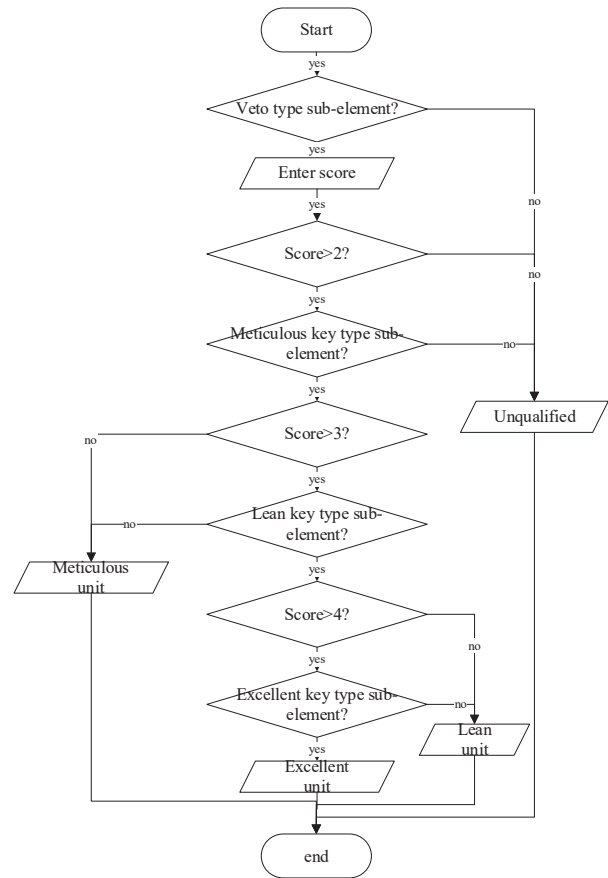 Start
yes
Veto type sub-element?
yes
Enter score
yes
no
Score>2?
no
yes
Meticulous key type sub-
element?
no
yes
Unqualified
Score>3?
no
yes
Lean key type sub-
element?
no
yes
Meticulous
unit
Score>4?
no
yes
Excellent key type sub-
element?
no
yes
Lean
unit
Excellent
unit
end